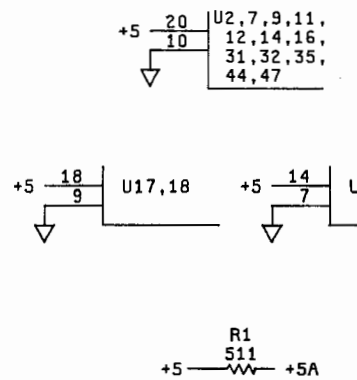 20 U2,7,9,11,
+5 10 12,14,16,
31,32,35,
44,47
18
+5 9 U17,18
14
+5 7 U
R1
511
+5 +5A